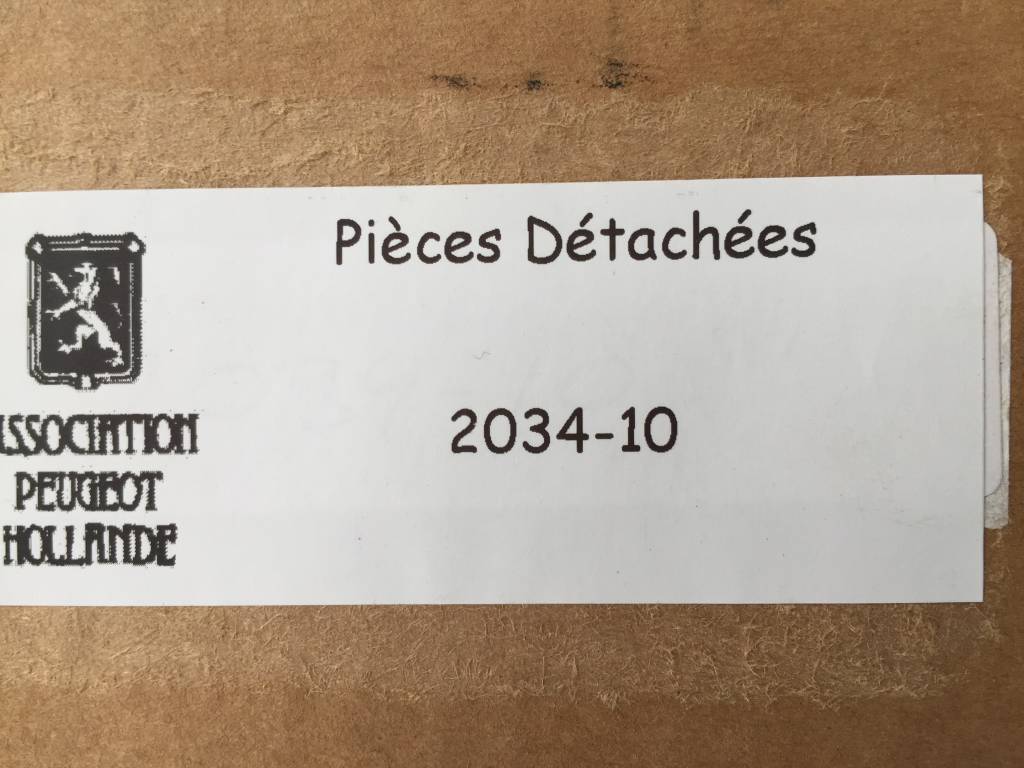 Pièces Détachées
2034-10
ASSOCIATION
PEUGEOT
HOLLANDE